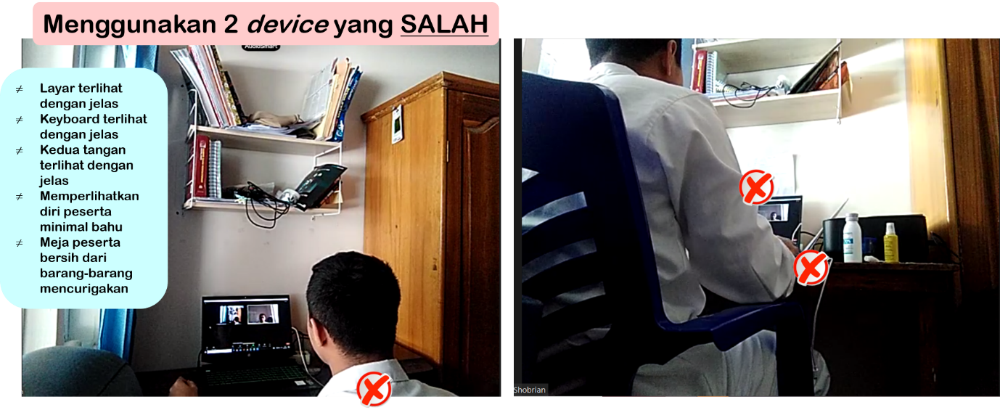 Menggunakan 2 device yang SALAH
AudioSmart
≠ Layar terlihat
dengan jelas
≠ Keyboard terlihat
dengan jelas
≠ Kedua tangan
terlihat dengan
jelas
≠ Memperlihatkan
diri peserta
minimal bahu
≠ Meja peserta
bersih dari
barang-barang
mencurigakan
Shobrian